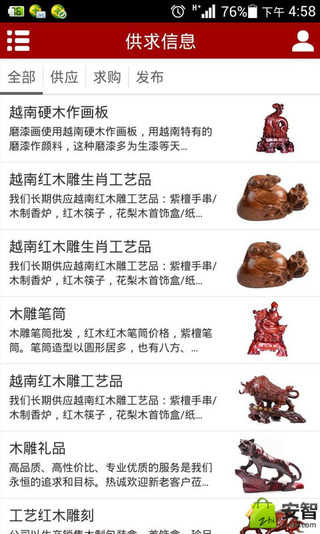 76% 下午 4:58
供求信息
全部 供应 求购 发布
越南硬木作画板
磨漆画使用越南硬木作画板，用越南特有的
磨漆作颜料，这种磨漆多为生漆等天...
越南红木雕生肖工艺品
我们长期供应越南红木雕工艺品：紫檀手串/
木制香炉，红木筷子，花梨木首饰盒/纸...
越南红木雕生肖工艺品
我们长期供应越南红木雕工艺品：紫檀手串/
木制香炉，红木筷子，花梨木首饰盒/纸...
木雕笔筒
木雕笔筒批发，红木红木笔筒价格，紫檀笔
筒。笔筒造型以圆形居多，也有八方、...
越南红木雕工艺品
我们长期供应越南红木雕工艺品：紫檀手串/
木制香炉，红木筷子，花梨木首饰盒/纸...
木雕礼品
高品质、高性价比、专业优质的服务是我们
永恒的追求和目标。热诚欢迎新老客户莅...
工艺红木雕刻
安智